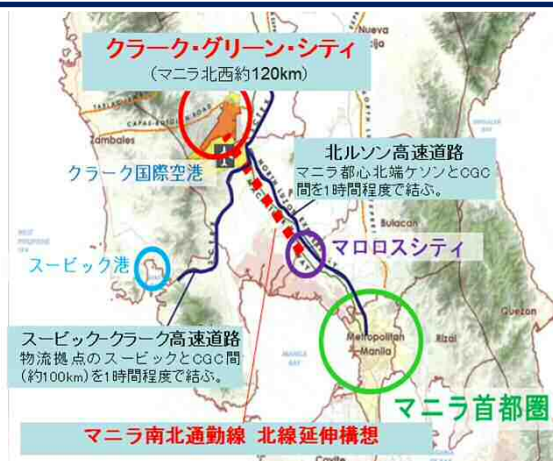 クラーク・グリーン・シティ
(マニラ北西約120km)
Nueva
Zambales
クラーク国際空港
北ルソン高速道路
マニラ都心北端ケソンとCGC
間を1時間程度で結ぶ。
Bulacan
マロロスシティ
スービック港
スービック-クラーク高速道路
物流拠点のスービックとCGC間
(約100km)を1時間程度で結ぶ。
Metropolitan
Manila
Rizal
Quezon
MANILA
BAY
マニラ首都圏
マニラ南北通勤線 北線延伸構想
Cavite